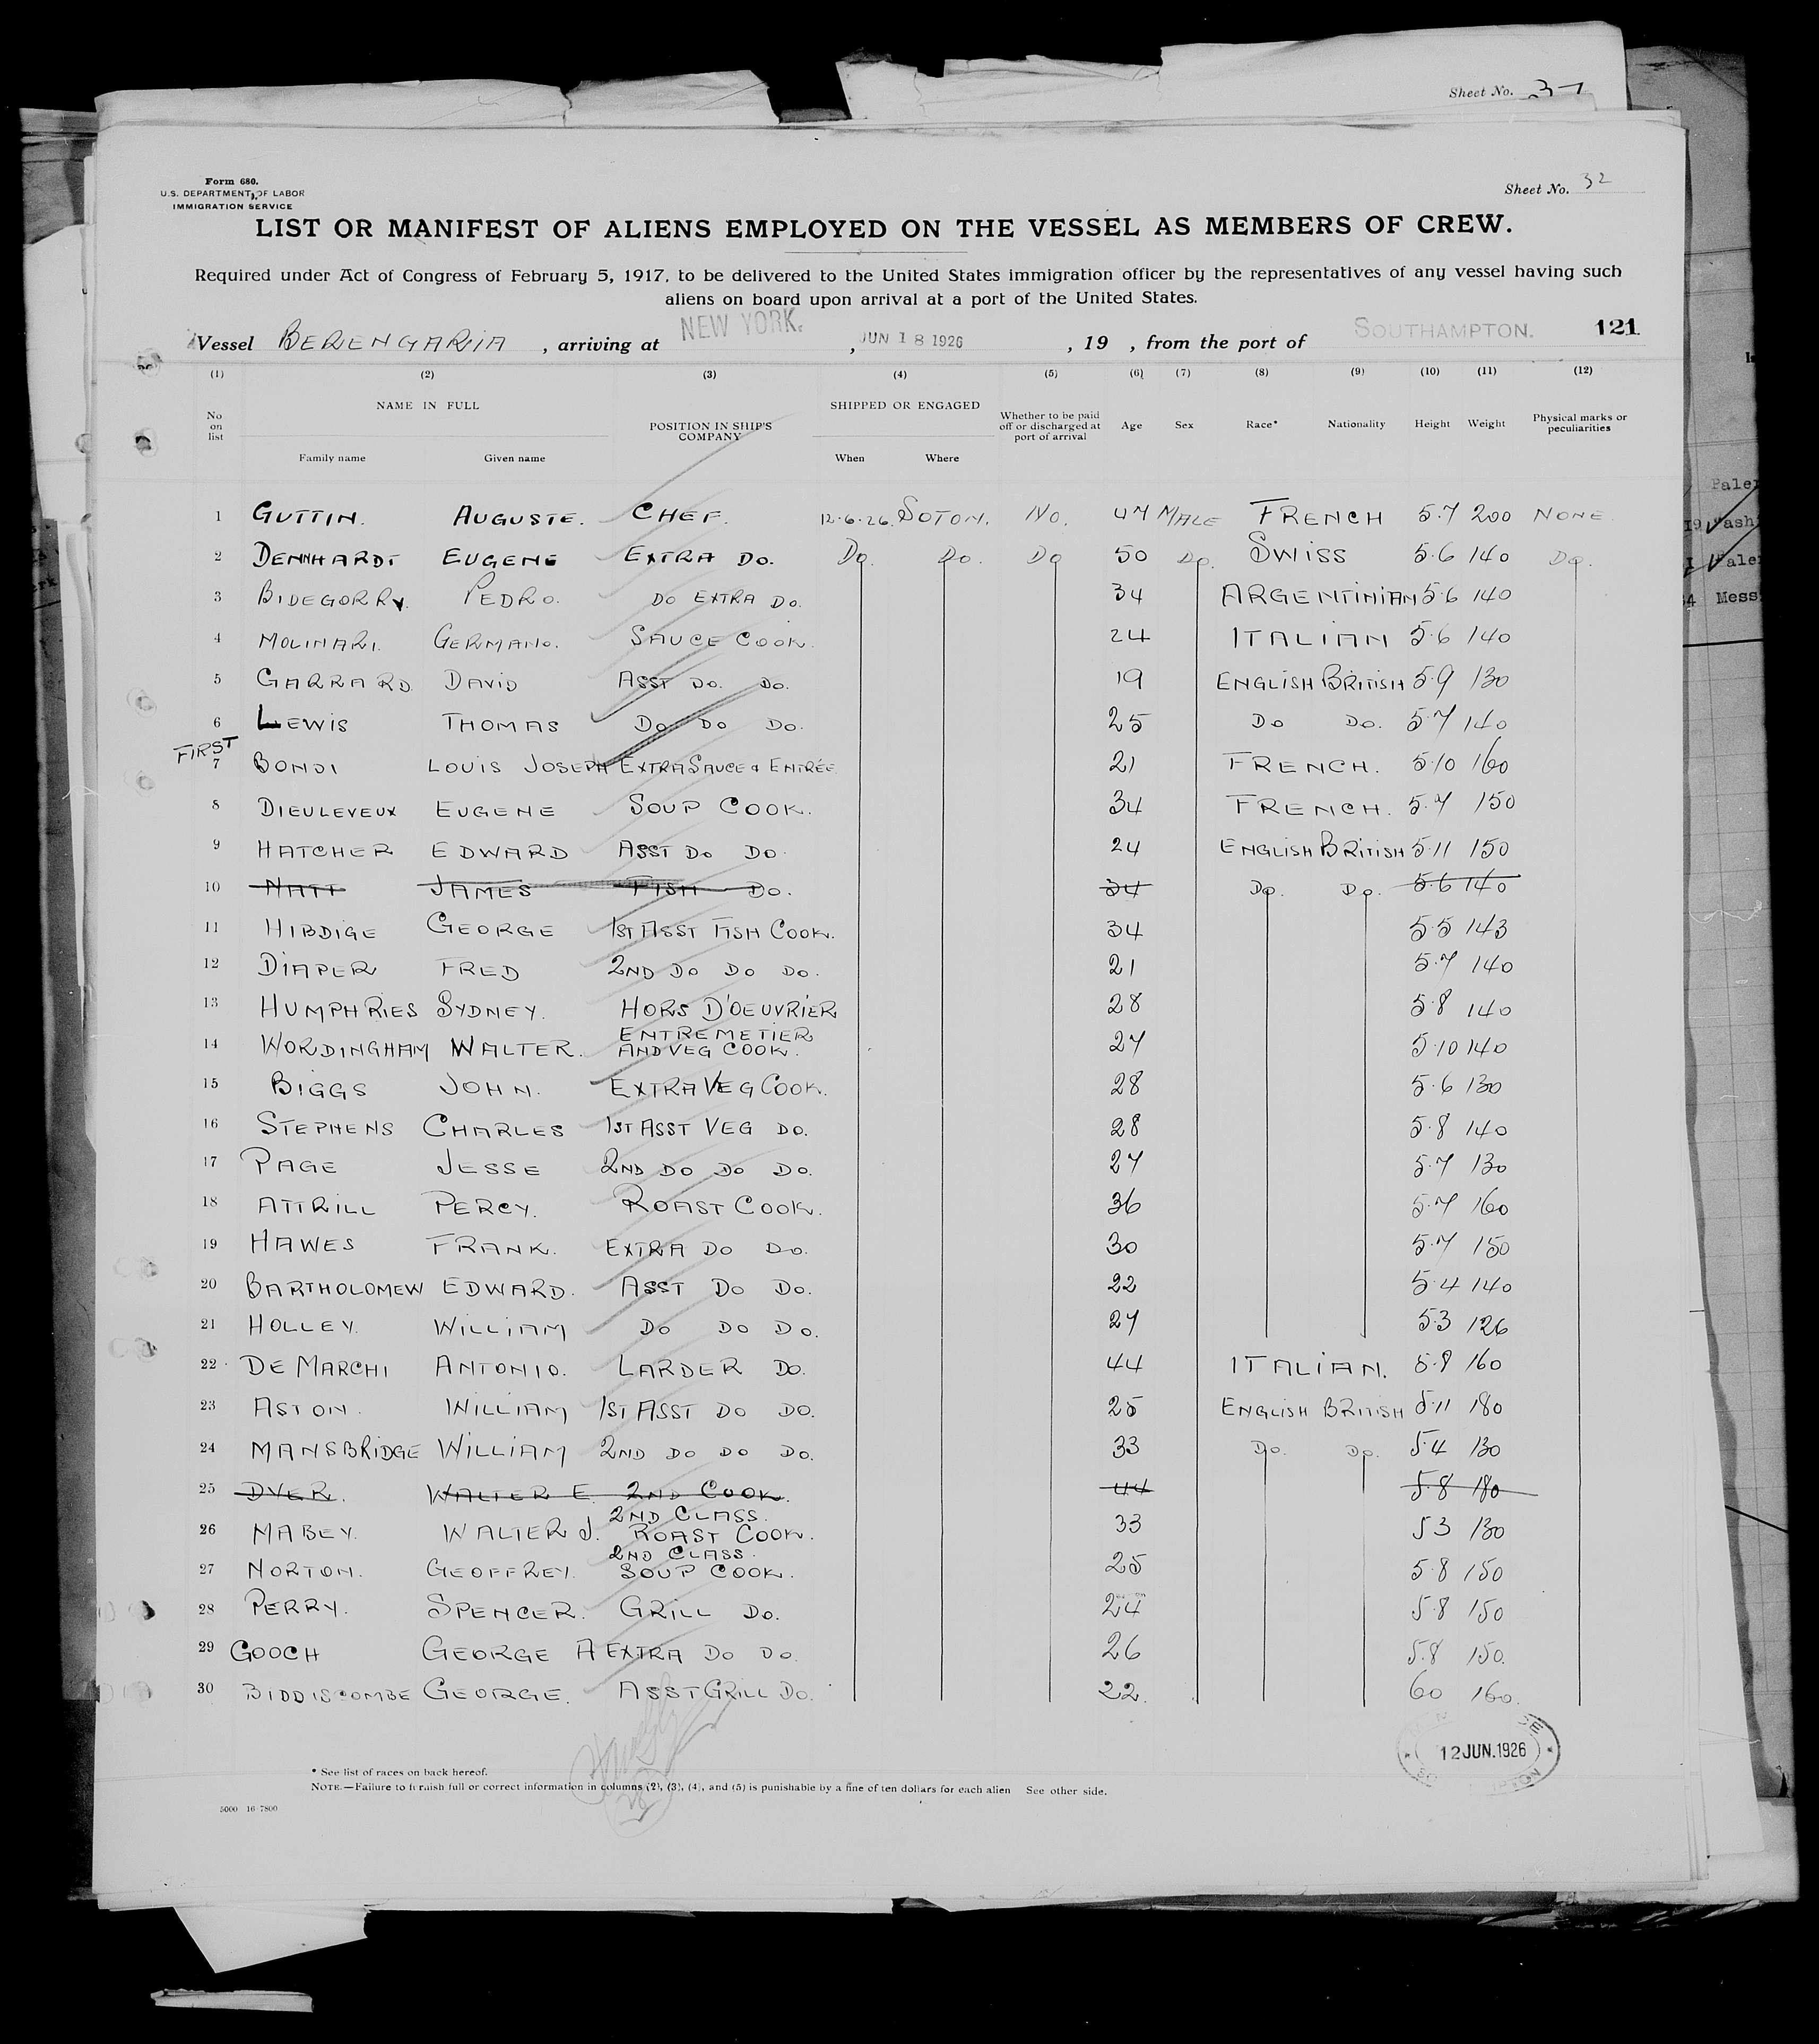 Sheet No. 37
Form 680.
U.S. DEPARTMENT OF LABOR
IMMIGRATION SERVICE
Sheet No. 32
LIST OR MANIFEST OF ALIENS EMPLOYED ON THE VESSEL AS MEMBERS OF CREW.
Required under Act of Congress of February 5, 1917, to be delivered to the United States immigration officer by the representatives of any vessel having such
aliens on board upon arrival at a port of the United States.
Vessel BERENGARIA , arriving at NEW YORK. , JUN 18 1926 , 19 , from the port of SOUTHAMPTON. 121
(1) (2) (3) (4) (5) (6) (7) (8) (9) (10) (11) (12)
No on list NAME IN FULL Family name Given name POSITION IN SHIP'S COMPANY SHIPPED OR ENGAGED When Where Whether to be paid off or discharged at port of arrival Age Sex Race* Nationality Height Weight Physical marks or peculiarities
1 GUTTIN. AUGUSTE. CHEF. 12.6.26. SOTON. NO. 47 MALE FRENCH 5.7 200 NONE.
2 DENNHARDT EUGENE EXTRA DO. DO. DO. DO 50 DO. SWISS 5.6 140 DO.
3 BIDEGORRY. PEDRO. DO EXTRA DO. 34 ARGENTINIAN 5.6 140
4 MOLINARI. GERMANO. SAUCE COOK. 24 ITALIAN 5.6 140
5 GARRARD. DAVID ASST DO. DO. 19 ENGLISH BRITISH 5.9 130
6 LEWIS THOMAS DO DO DO. 25 DO DO. 5.7 140
FIRST
7 BONDI LOUIS JOSEPH EXTRA SAUCE & ENTRÉE 21 FRENCH. 5.10 160
8 DIEULEVEUX EUGENE SOUP COOK. 34 FRENCH. 5.7 150
9 HATCHER EDWARD ASST DO DO. 24 ENGLISH BRITISH 5.11 150
10 NATT JAMES FISH DO. 34 DO. DO. 5.6 140
11 HIBDIGE GEORGE 1ST ASST FISH COOK. 34 5.5 143
12 DIAPER FRED 2ND DO DO DO. 21 5.7 140
13 HUMPHRIES SYDNEY. HORS D'OEUVRIER 28 5.8 140
14 WORDINGHAM WALTER. ENTREMETIER AND VEG COOK. 27 5.10 140
15 BIGGS JOHN. EXTRA VEG COOK. 28 5.6 130
16 STEPHENS CHARLES 1ST ASST VEG DO. 28 5.8 140
17 PAGE JESSE 2ND DO DO DO. 27 5.7 130
18 ATTRILL PERCY. ROAST COOK. 36 5.7 160
19 HAWES FRANK. EXTRA DO DO. 30 5.7 150
20 BARTHOLOMEW EDWARD. ASST DO DO. 22 5.4 140
21 HOLLEY. WILLIAM DO DO DO. 27 5.3 126
22 DE MARCHI ANTONIO. LARDER DO. 44 ITALIAN. 5.8 160
23 ASTON. WILLIAM 1ST ASST DO DO. 25 ENGLISH BRITISH 5.11 180
24 MANSBRIDGE WILLIAM 2ND DO DO DO. 33 DO. DO. 5.4 130
25 DYER. WALTER E. 2ND COOK. 44 5.8 180
26 MABEY. WALTER J. 2ND CLASS. ROAST COOK. 33 5 3 130
27 NORTON. GEOFFREY. 2ND CLASS. SOUP COOK. 25 5.8 150
28 PERRY. SPENCER. GRILL DO. 24 5.8 150
29 GOOCH GEORGE A EXTRA DO DO. 26 5.8 150.
30 BIDDISCOMBE GEORGE. ASST GRILL DO. 22. 60 160.
12 JUN. 1926
* See list of races on back hereof.
NOTE.—Failure to furnish full or correct information in columns (2), (3), (4), and (5) is punishable by a fine of ten dollars for each alien See other side.
5000 16-7800